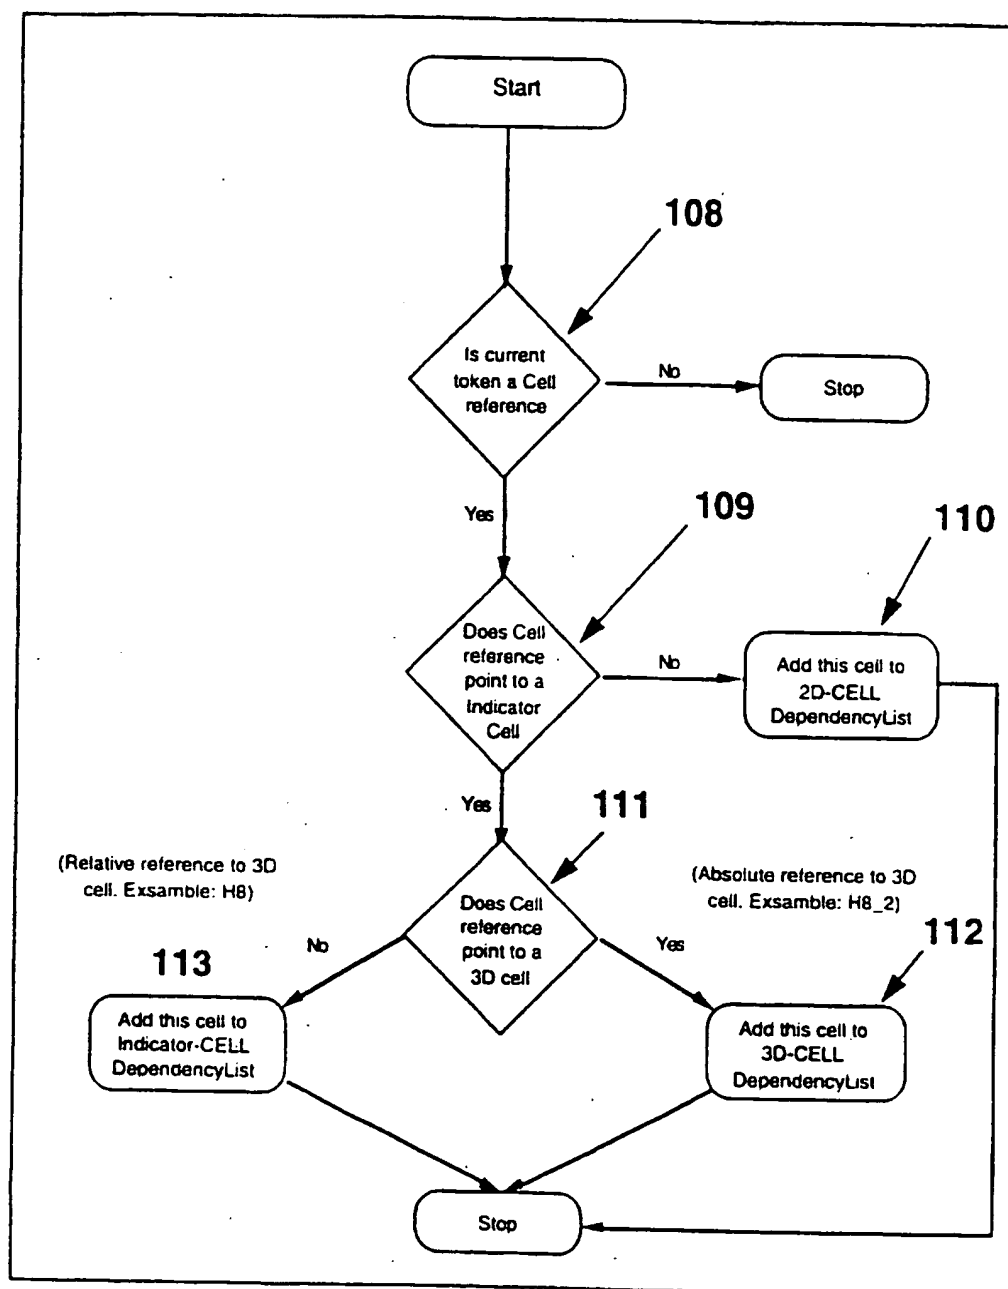 Start
108
Is current
token a Cell
reference
No
Stop
Yes
109
110
Does Cell
reference
point to a
Indicator
Cell
No
Add this cell to
2D-CELL
DependencyList
Yes
111
(Relative reference to 3D
cell. Exsamble: H8)
(Absolute reference to 3D
cell. Exsamble: H8_2)
Does Cell
reference
point to a
3D cell
No
Yes
112
113
Add this cell to
Indicator-CELL
DependencyList
Add this cell to
3D-CELL
DependencyList
Stop